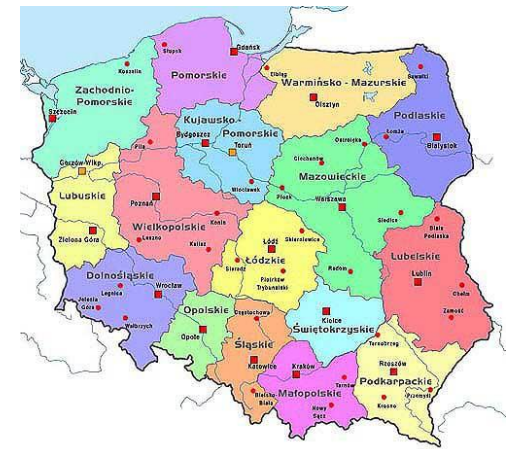 Gdańsk
Słupsk
Koszalin
Pomorskie
Elbląg
Suwałki
Zachodnio-
Pomorskie
Warmińsko - Mazurskie
Olsztyn
Szczecin
Kujawsko-
Pomorskie
Bydgoszcz
Toruń
Podlaskie
Łomża
Białystok
Ostrołęka
Piła
Gorzów Wlkp.
Ciechanów
Mazowieckie
Włocławek
Płock
Warszawa
Lubuskie
Poznań
Siedlce
Biała
Podlaska
Wielkopolskie
Konin
Zielona Góra
Leszno
Kalisz
Łódź
Skierniewice
Łódzkie
Sieradz
Piotrków
Trybunalski
Radom
Lubelskie
Lublin
Chełm
Zamość
Dolnośląskie
Legnica
Wrocław
Jelenia
Góra
Wałbrzych
Opolskie
Opole
Częstochowa
Kielce
Świętokrzyskie
Śląskie
Katowice
Tarnobrzeg
Rzeszów
Podkarpackie
Przemyśl
Krosno
Kraków
Tarnów
Małopolskie
Bielsko-
Biała
Nowy
Sącz